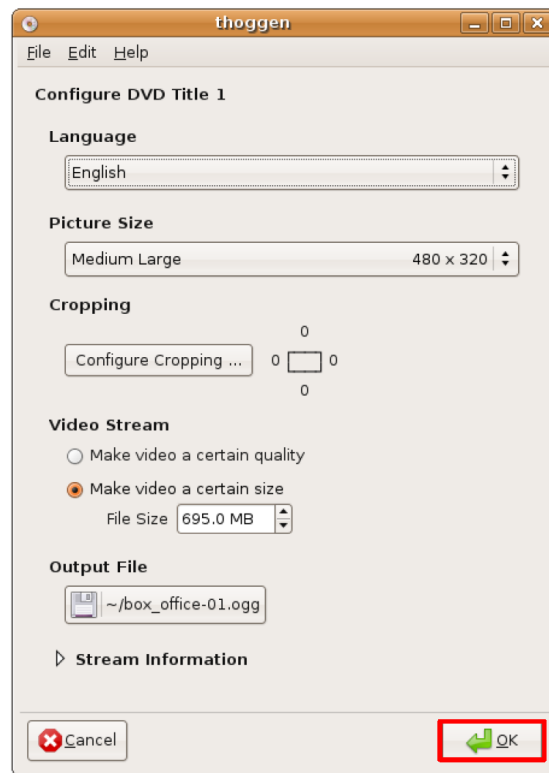 thoggen
File Edit Help
Configure DVD Title 1
Language
English
Picture Size
Medium Large 480 x 320
Cropping
0
Configure Cropping ... 0 0
0
Video Stream
Make video a certain quality
Make video a certain size
File Size 695.0 MB
Output File
~/box_office-01.ogg
Stream Information
Cancel OK